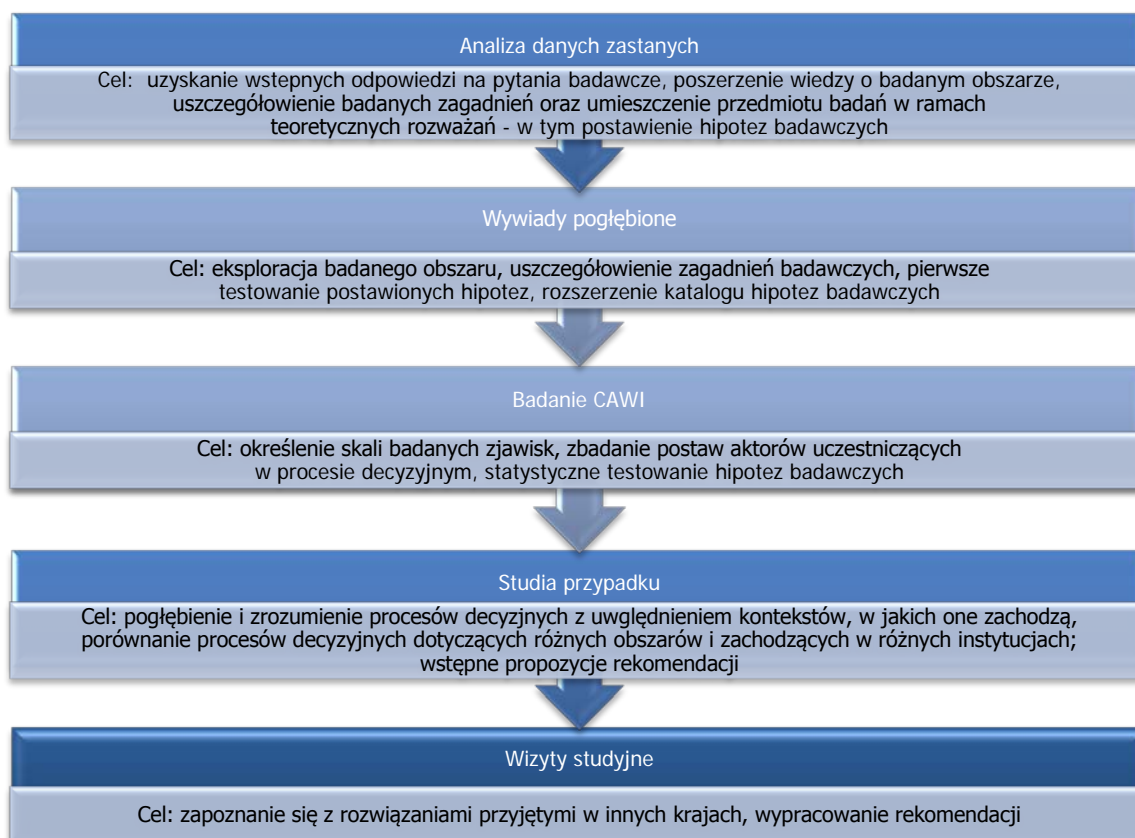 Analiza danych zastanych
Cel: uzyskanie wstepnych odpowiedzi na pytania badawcze, poszerzenie wiedzy o badanym obszarze,
uszczegółowienie badanych zagadnień oraz umieszczenie przedmiotu badań w ramach
teoretycznych rozważań - w tym postawienie hipotez badawczych
Wywiady pogłębione
Cel: eksploracja badanego obszaru, uszczegółowienie zagadnień badawczych, pierwsze
testowanie postawionych hipotez, rozszerzenie katalogu hipotez badawczych
Badanie CAWI
Cel: określenie skali badanych zjawisk, zbadanie postaw aktorów uczestniczących
w procesie decyzyjnym, statystyczne testowanie hipotez badawczych
Studia przypadku
Cel: pogłębienie i zrozumienie procesów decyzyjnych z uwględnieniem kontekstów, w jakich one zachodzą,
porównanie procesów decyzyjnych dotyczących różnych obszarów i zachodzących w różnych instytucjach;
wstępne propozycje rekomendacji
Wizyty studyjne
Cel: zapoznanie się z rozwiązaniami przyjętymi w innych krajach, wypracowanie rekomendacji